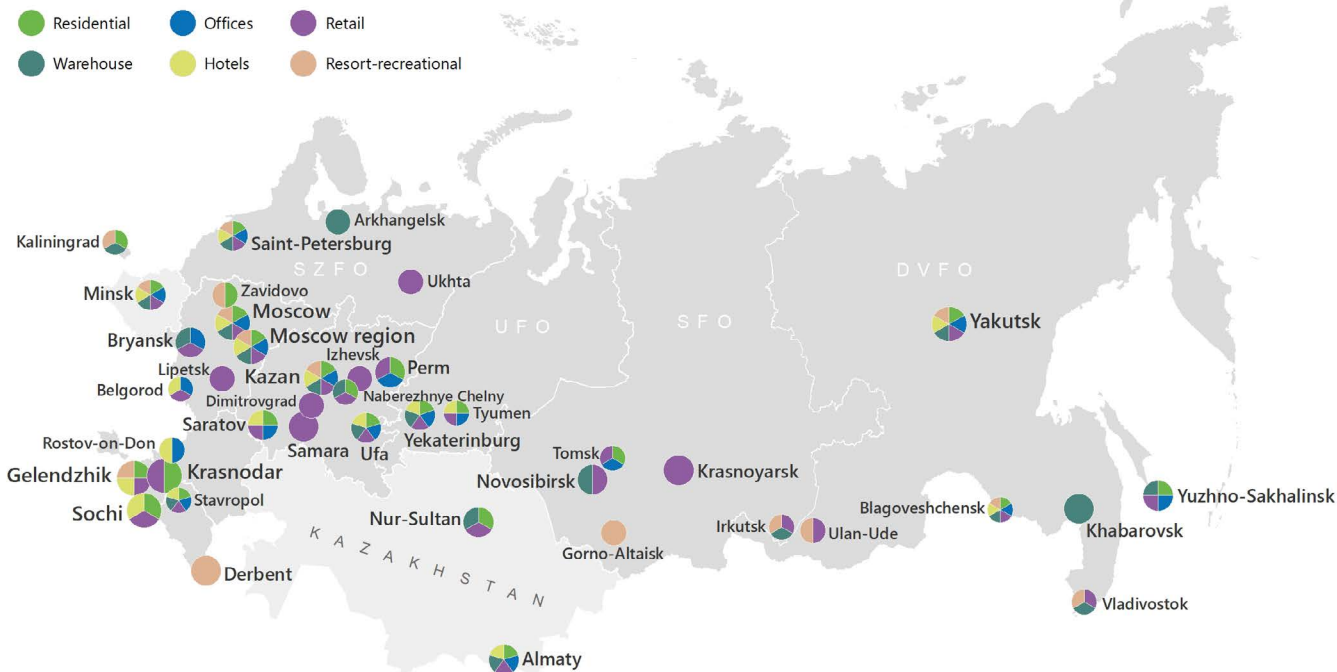 Residential
Offices
Retail
Warehouse
Hotels
Resort-recreational
Arkhangelsk
Kaliningrad
Saint-Petersburg
SZFO
DVFO
Ukhta
Minsk
Zavidovo
Moscow
Yakutsk
UFO
SFO
Bryansk
Moscow region
Izhevsk
Lipetsk
Kazan
Perm
Belgorod
Naberezhnye Chelny
Dimitrovgrad
Tyumen
Saratov
Yekaterinburg
Rostov-on-Don
Samara
Ufa
Tomsk
Gelendzhik
Krasnodar
Krasnoyarsk
Novosibirsk
Stavropol
Yuzhno-Sakhalinsk
Sochi
Blagoveshchensk
Nur-Sultan
Irkutsk
Ulan-Ude
Khabarovsk
KAZAKHSTAN
Gorno-Altaisk
Derbent
Vladivostok
Almaty